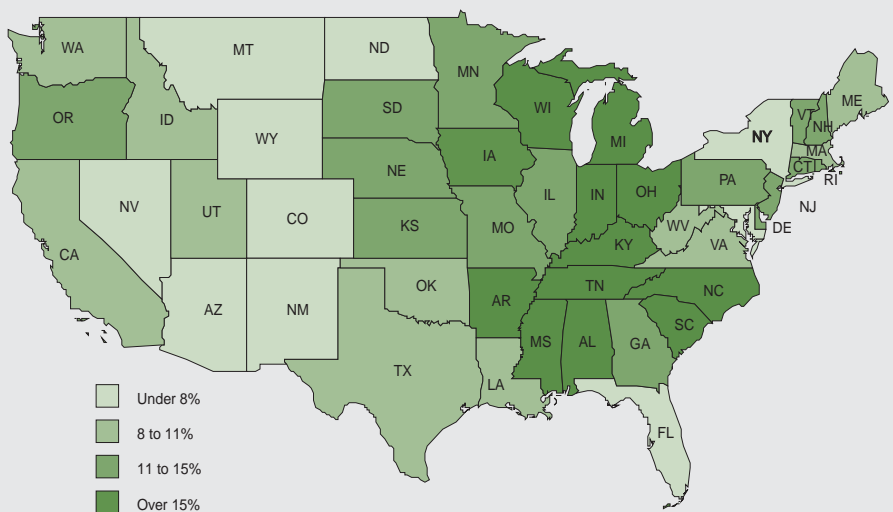 WA
MT
ND
MN
VT
ME
NH
OR
ID
SD
WI
NY
MA
WY
MI
CT
RI
IA
NE
PA
NV
UT
CO
IL
IN
OH
NJ
KS
MO
WV
DE
CA
KY
VA
AZ
NM
OK
AR
TN
NC
SC
MS
AL
GA
TX
LA
FL
Under 8%
8 to 11%
11 to 15%
Over 15%